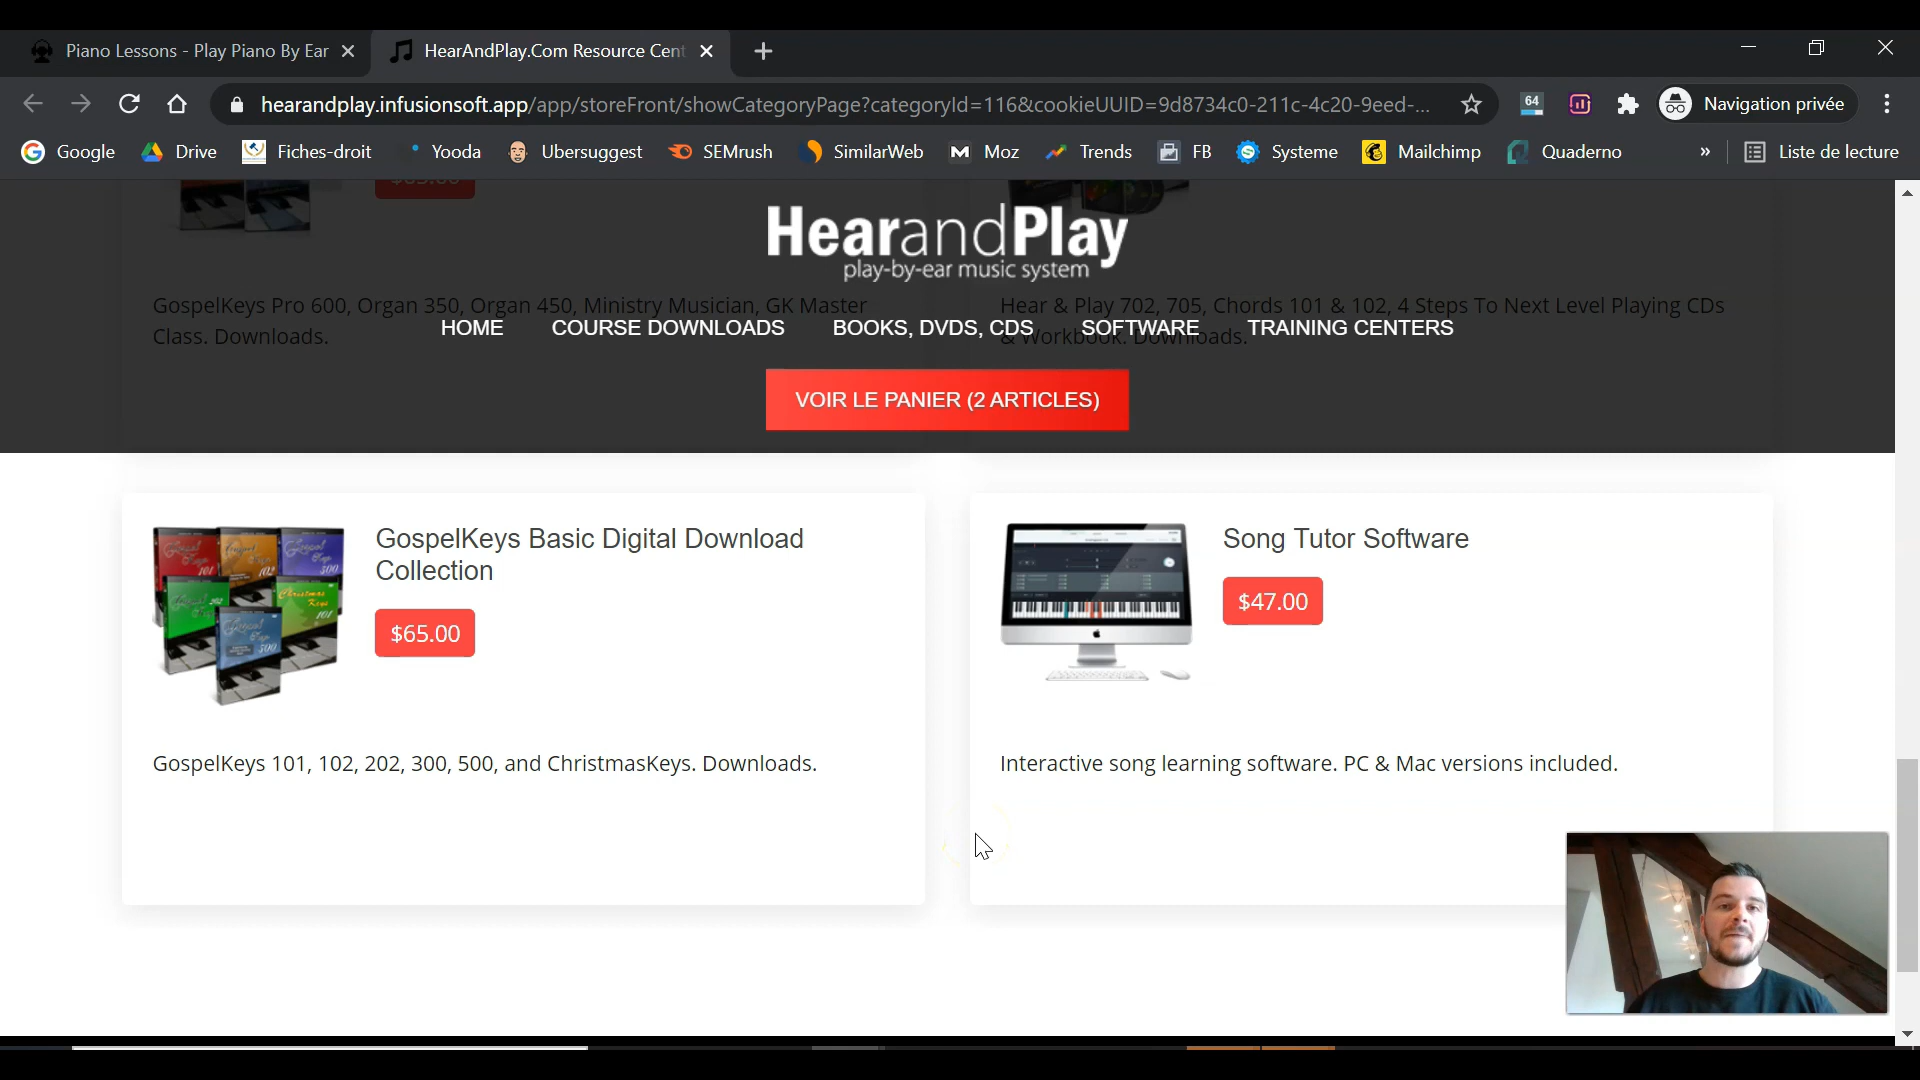 Piano Lessons - Play Piano By Ear
HearAndPlay.Com Resource Cent
hearandplay.infusionsoft.app/app/storeFront/showCategoryPage?categoryId=116&cookieUUID=9d8734c0-211c-4c20-9eed-...
64
Navigation privée
Google
Drive
Fiches-droit
Yooda
Ubersuggest
SEMrush
SimilarWeb
Moz
Trends
FB
Systeme
Mailchimp
Quaderno
»
Liste de lecture
HearandPlay
play-by-ear music system
GospelKeys Pro 600, Organ 350, Organ 450, Ministry Musician, GK Master
Class. Downloads.
Hear & Play 702, 705, Chords 101 & 102, 4 Steps To Next Level Playing CDs
& Workbook. Downloads.
HOME
COURSE DOWNLOADS
BOOKS, DVDS, CDS
SOFTWARE
TRAINING CENTERS
VOIR LE PANIER (2 ARTICLES)
GospelKeys Basic Digital Download
Collection
$65.00
GospelKeys 101, 102, 202, 300, 500, and ChristmasKeys. Downloads.
Song Tutor Software
$47.00
Interactive song learning software. PC & Mac versions included.